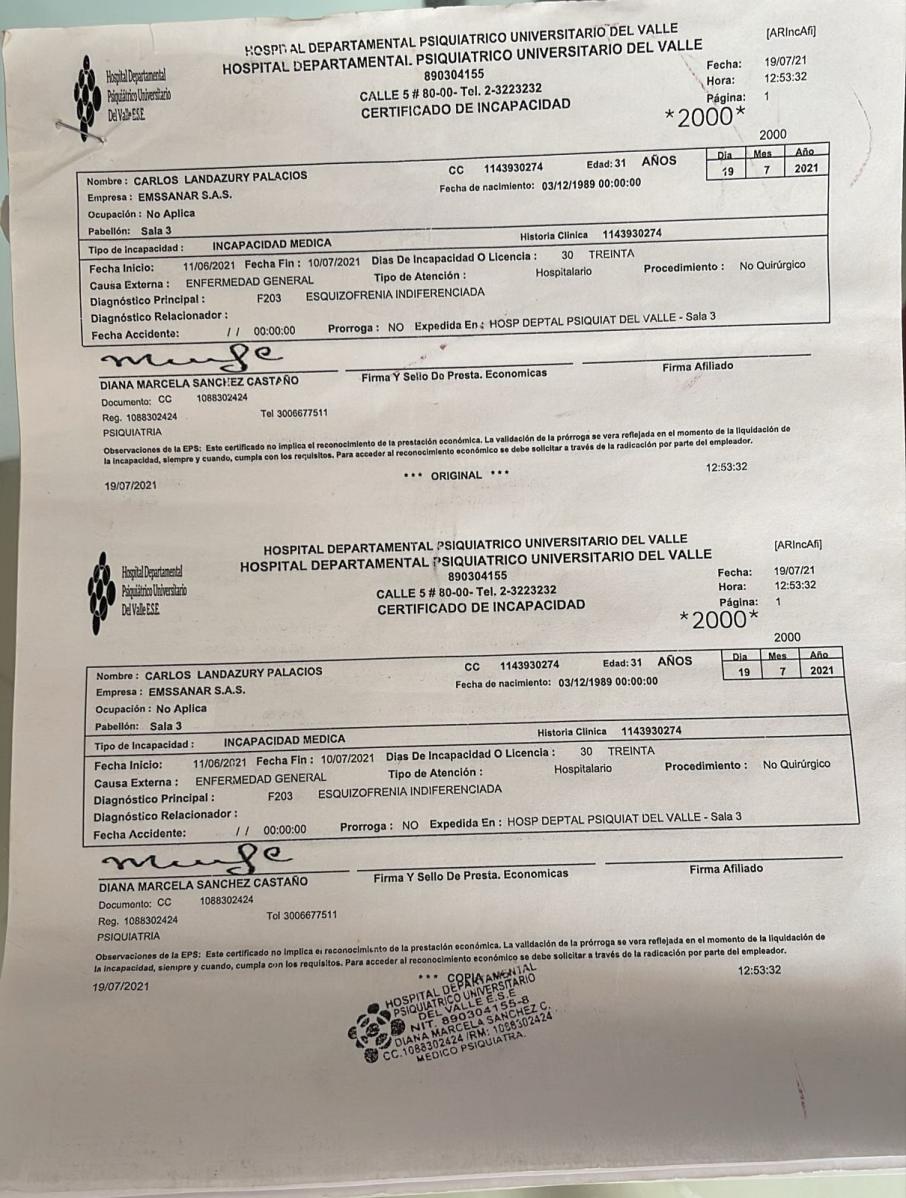 HOSPITAL DEPARTAMENTAL PSIQUIATRICO UNIVERSITARIO DEL VALLE [ARIncAfi]
Hospital Departamental
Psiquiátrico Universitario
Del Valle E.S.E.
HOSPITAL DEPARTAMENTAL PSIQUIATRICO UNIVERSITARIO DEL VALLE
890304155
CALLE 5 # 80-00- Tel. 2-3223232
CERTIFICADO DE INCAPACIDAD
Fecha: 19/07/21
Hora: 12:53:32
Página: 1
*2000*
2000
Nombre : CARLOS LANDAZURY PALACIOS CC 1143930274 Edad: 31 AÑOS Dia Mes Año
Empresa : EMSSANAR S.A.S. Fecha de nacimiento: 03/12/1989 00:00:00 19 7 2021
Ocupación : No Aplica
Pabellón: Sala 3
Tipo de Incapacidad : INCAPACIDAD MEDICA Historia Clinica 1143930274
Fecha Inicio: 11/06/2021 Fecha Fin : 10/07/2021 Dias De Incapacidad O Licencia : 30 TREINTA
Causa Externa : ENFERMEDAD GENERAL Tipo de Atención : Hospitalario Procedimiento : No Quirúrgico
Diagnóstico Principal : F203 ESQUIZOFRENIA INDIFERENCIADA
Diagnóstico Relacionador :
Fecha Accidente: / / 00:00:00 Prorroga : NO Expedida En : HOSP DEPTAL PSIQUIAT DEL VALLE - Sala 3
DIANA MARCELA SANCHEZ CASTAÑO Firma Y Sello De Presta. Economicas Firma Afiliado
Documento: CC 1088302424
Reg. 1088302424 Tel 3006677511
PSIQUIATRIA
Observaciones de la EPS: Este certificado no implica el reconocimiento de la prestación económica. La validación de la prórroga se vera reflejada en el momento de la liquidación de
la incapacidad, siempre y cuando, cumpla con los requisitos. Para acceder al reconocimiento económico se debe solicitar a través de la radicación por parte del empleador.
19/07/2021 *** ORIGINAL *** 12:53:32
HOSPITAL DEPARTAMENTAL PSIQUIATRICO UNIVERSITARIO DEL VALLE [ARIncAfi]
Hospital Departamental
Psiquiátrico Universitario
Del Valle E.S.E.
HOSPITAL DEPARTAMENTAL PSIQUIATRICO UNIVERSITARIO DEL VALLE
890304155
CALLE 5 # 80-00- Tel. 2-3223232
CERTIFICADO DE INCAPACIDAD
Fecha: 19/07/21
Hora: 12:53:32
Página: 1
*2000*
2000
Nombre : CARLOS LANDAZURY PALACIOS CC 1143930274 Edad: 31 AÑOS Dia Mes Año
Empresa : EMSSANAR S.A.S. Fecha de nacimiento: 03/12/1989 00:00:00 19 7 2021
Ocupación : No Aplica
Pabellón: Sala 3
Tipo de Incapacidad : INCAPACIDAD MEDICA Historia Clinica 1143930274
Fecha Inicio: 11/06/2021 Fecha Fin : 10/07/2021 Dias De Incapacidad O Licencia : 30 TREINTA
Causa Externa : ENFERMEDAD GENERAL Tipo de Atención : Hospitalario Procedimiento : No Quirúrgico
Diagnóstico Principal : F203 ESQUIZOFRENIA INDIFERENCIADA
Diagnóstico Relacionador :
Fecha Accidente: / / 00:00:00 Prorroga : NO Expedida En : HOSP DEPTAL PSIQUIAT DEL VALLE - Sala 3
DIANA MARCELA SANCHEZ CASTAÑO Firma Y Sello De Presta. Economicas Firma Afiliado
Documento: CC 1088302424
Reg. 1088302424 Tel 3006677511
PSIQUIATRIA
Observaciones de la EPS: Este certificado no implica el reconocimiento de la prestación económica. La validación de la prórroga se vera reflejada en el momento de la liquidación de
la incapacidad, siempre y cuando, cumpla con los requisitos. Para acceder al reconocimiento económico se debe solicitar a través de la radicación por parte del empleador.
19/07/2021 *** COPIA 12:53:32
HOSPITAL DEPARTAMENTAL
PSIQUIATRICO UNIVERSITARIO
DEL VALLE E.S.E
NIT. 890304155-8
DIANA MARCELA SANCHEZ C.
CC.1088302424 /RM: 1088302424
MEDICO PSIQUIATRA.